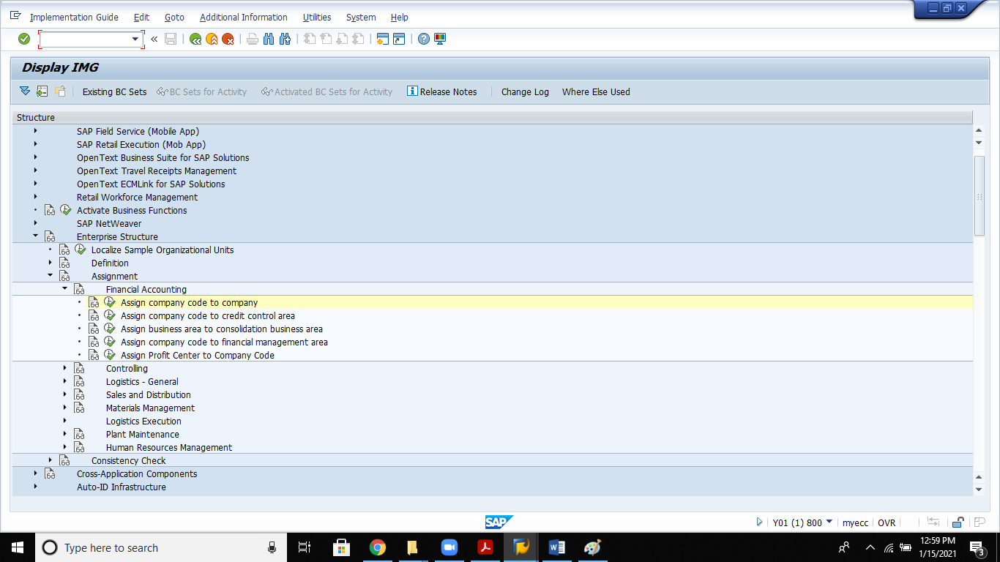 Implementation Guide Edit Goto Additional Information Utilities System Help
Display IMG
Existing BC Sets BC Sets for Activity Activated BC Sets for Activity Release Notes Change Log Where Else Used
Structure
SAP Field Service (Mobile App)
SAP Retail Execution (Mob App)
OpenText Business Suite for SAP Solutions
OpenText Travel Receipts Management
OpenText ECMLink for SAP Solutions
Retail Workforce Management
Activate Business Functions
SAP NetWeaver
Enterprise Structure
Localize Sample Organizational Units
Definition
Assignment
Financial Accounting
Assign company code to company
Assign company code to credit control area
Assign business area to consolidation business area
Assign company code to financial management area
Assign Profit Center to Company Code
Controlling
Logistics - General
Sales and Distribution
Materials Management
Logistics Execution
Plant Maintenance
Human Resources Management
Consistency Check
Cross-Application Components
Auto-ID Infrastructure
SAP Y01 (1) 800 myecc OVR
Type here to search
12:59 PM
1/15/2021
3